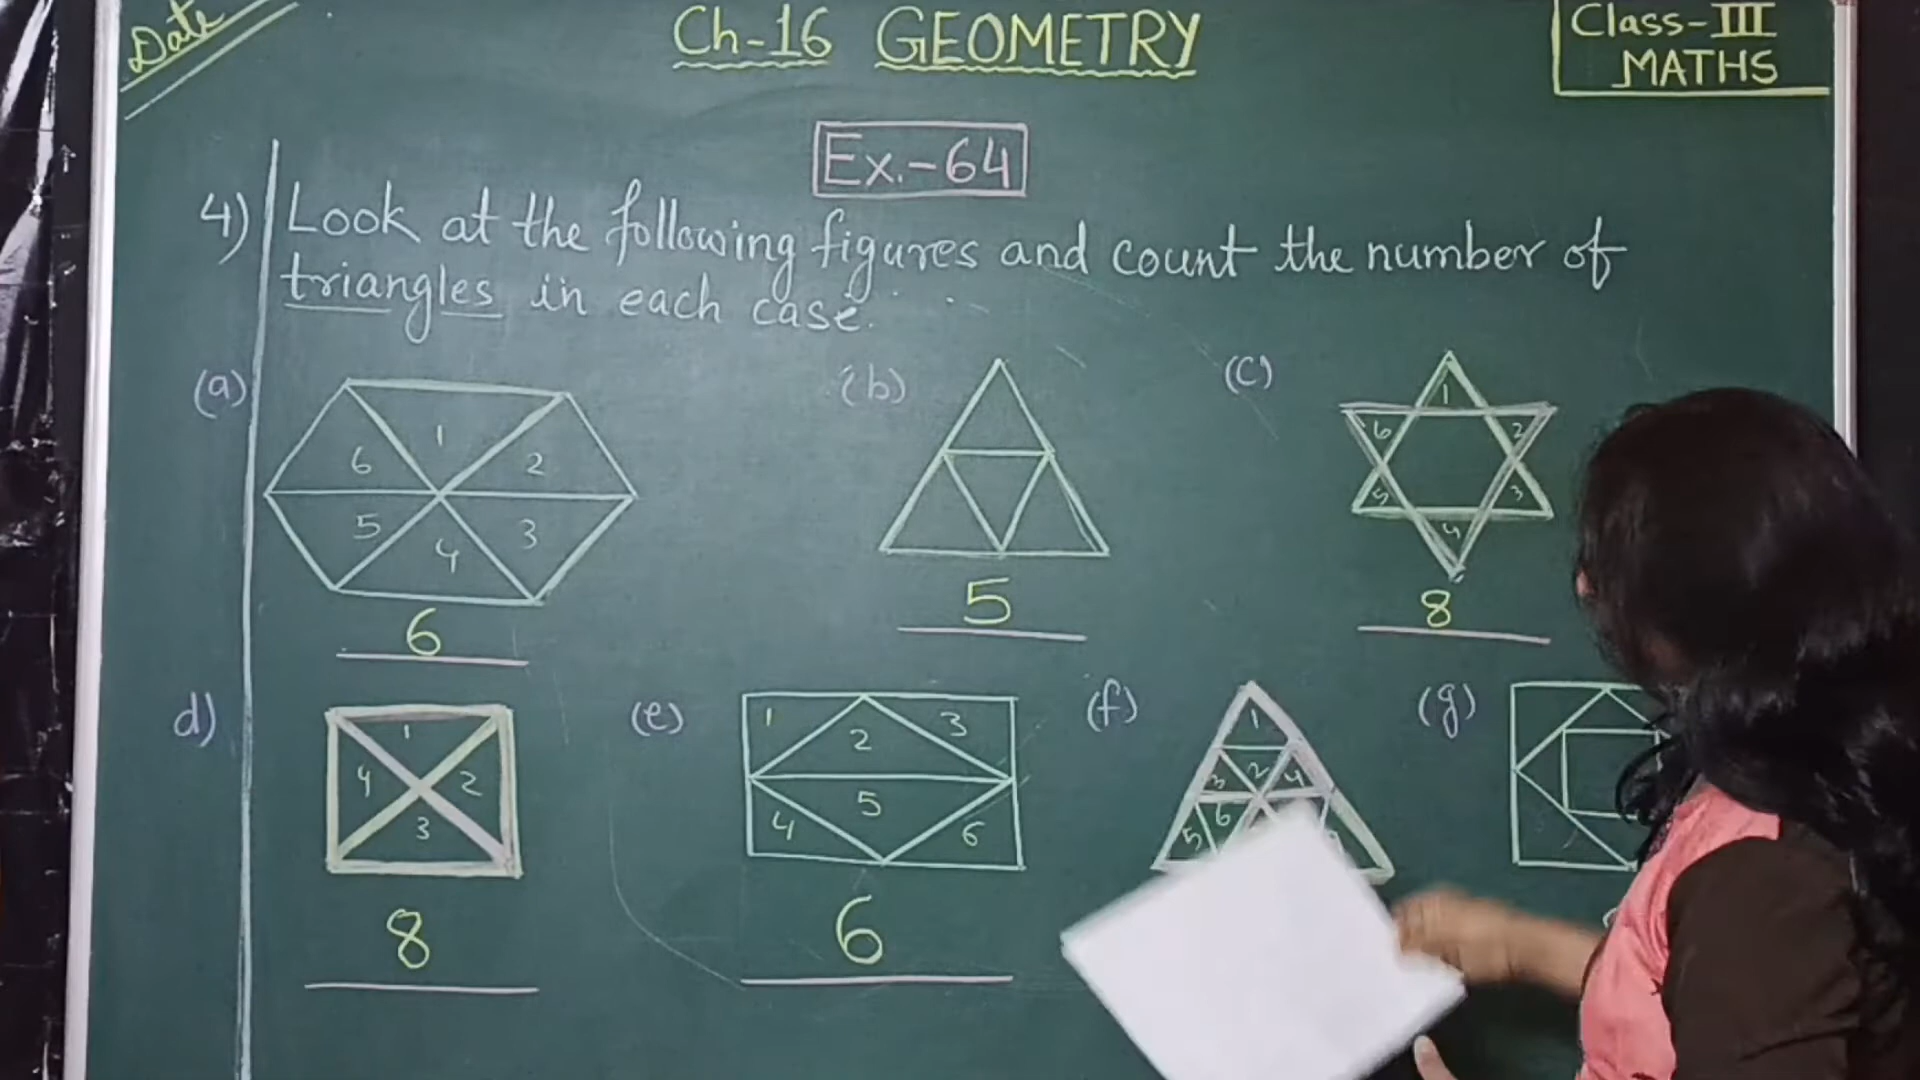 Date
Ch-16 GEOMETRY
Class-III
MATHS
Ex.-64
4) Look at the following figures and count the number of
triangles in each case.
(a)
1
6
2
5
3
4
6
(b)
5
(c)
1
6
2
5
3
4
8
d)
1
4
2
3
8
(e)
1
2
3
4
5
6
6
(f)
1
3
2
4
5
6
(g)